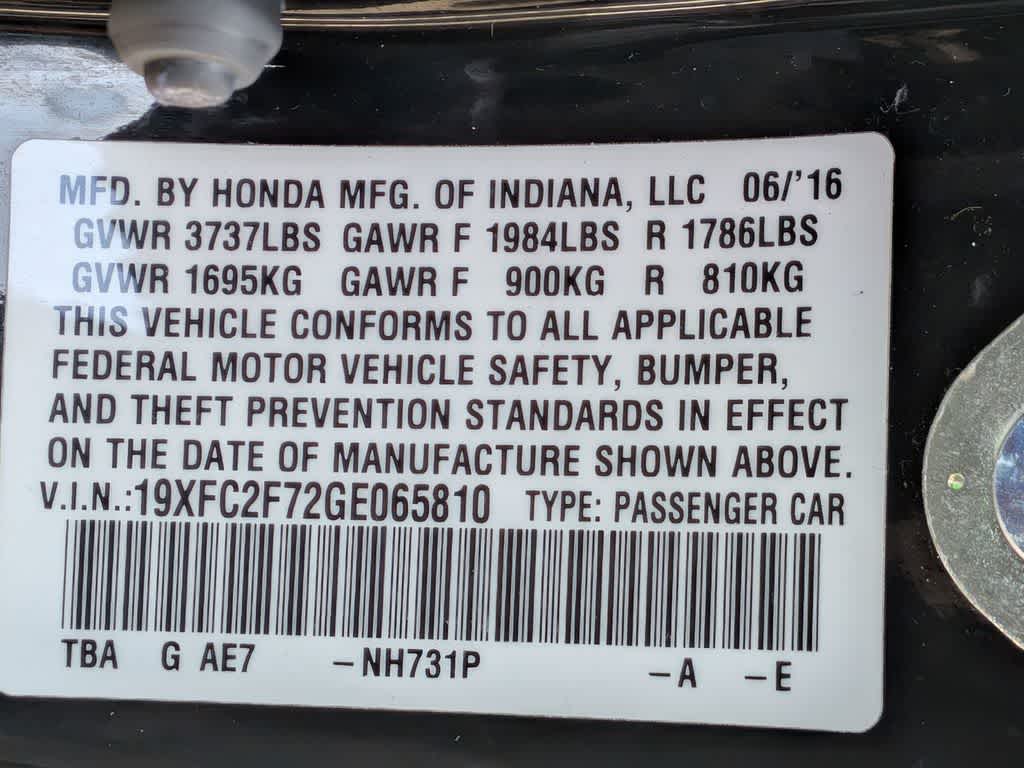 MFD. BY HONDA MFG. OF INDIANA, LLC 06/'16
GVWR 3737LBS GAWR F 1984LBS R 1786LBS
GVWR 1695KG GAWR F 900KG R 810KG
THIS VEHICLE CONFORMS TO ALL APPLICABLE
FEDERAL MOTOR VEHICLE SAFETY, BUMPER,
AND THEFT PREVENTION STANDARDS IN EFFECT
ON THE DATE OF MANUFACTURE SHOWN ABOVE.
V.I.N.:19XFC2F72GE065810 TYPE: PASSENGER CAR
TBA G AE7 –NH731P –A –E